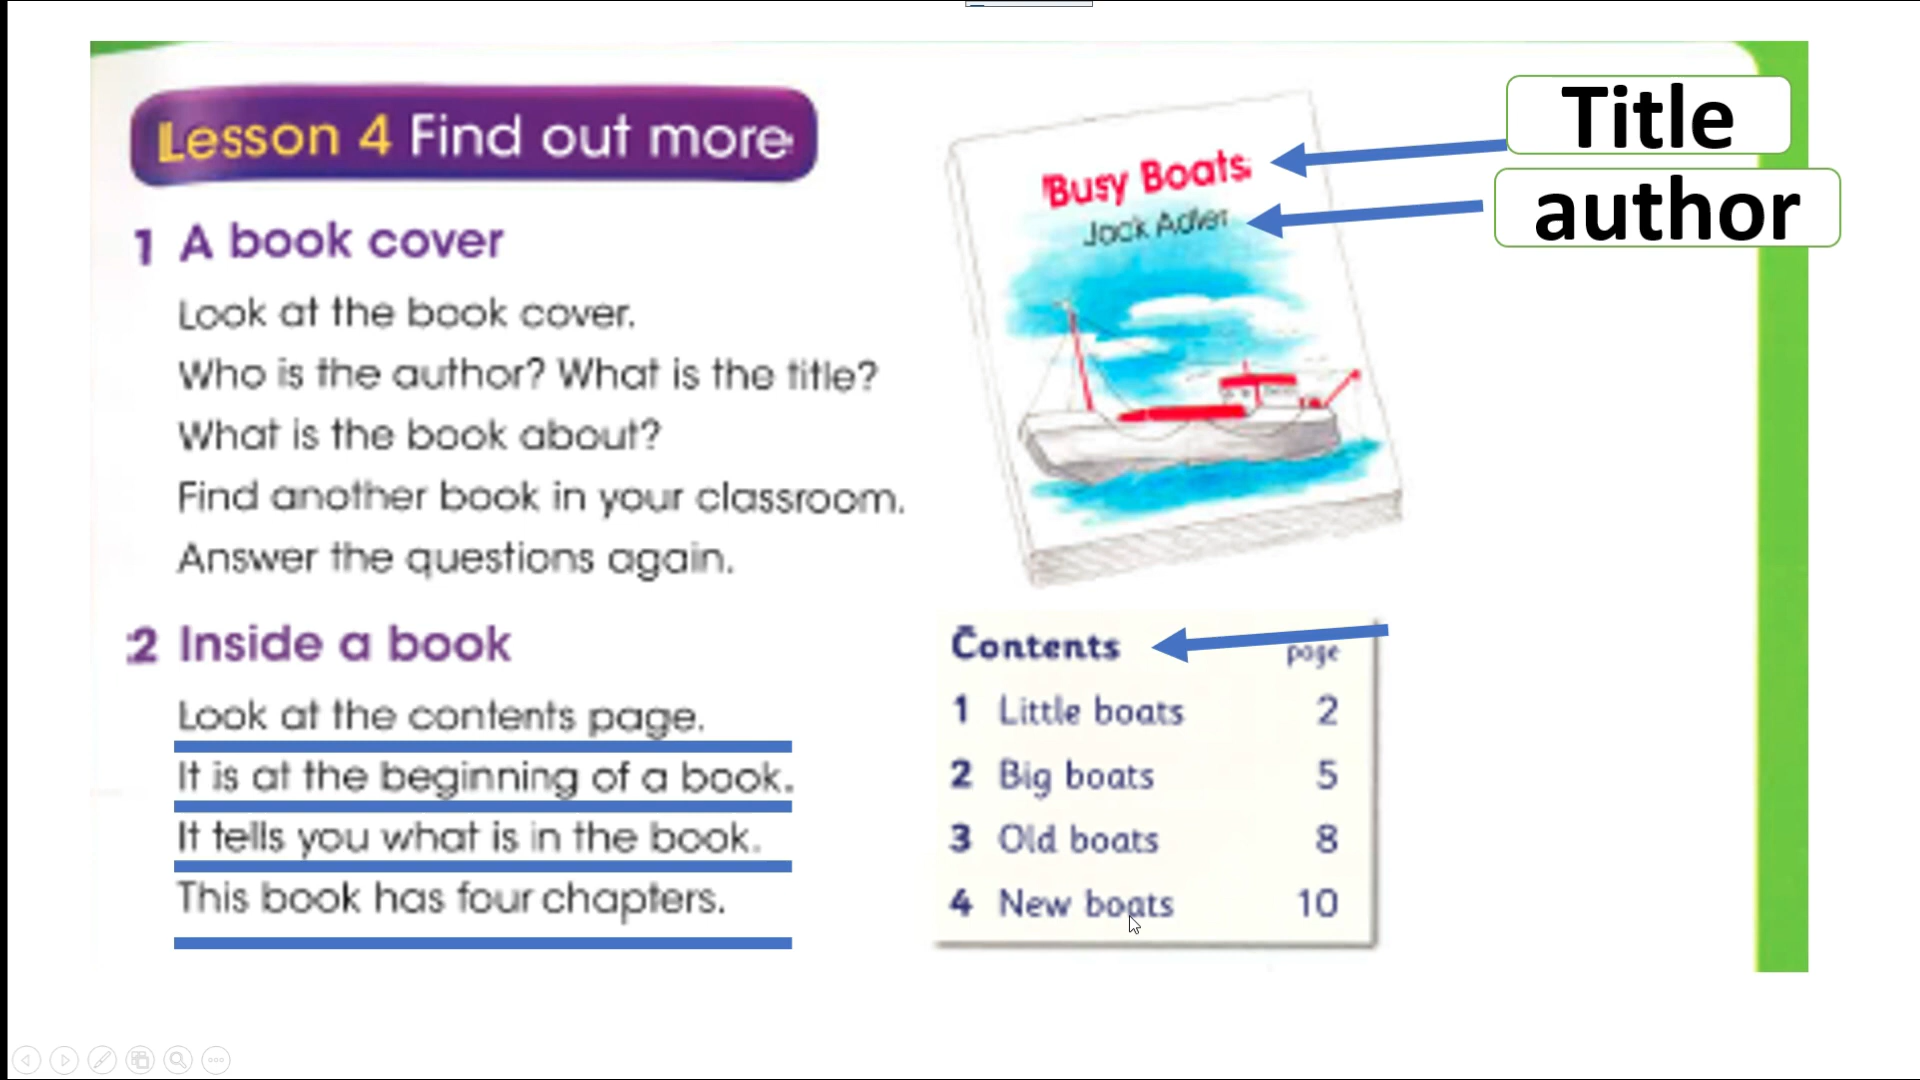 Lesson 4 Find out more
1 A book cover
Look at the book cover.
Who is the author? What is the title?
What is the book about?
Find another book in your classroom.
Answer the questions again.
2 Inside a book
Look at the contents page.
It is at the beginning of a book.
It tells you what is in the book.
This book has four chapters.
Title
author
Busy Boats
Jack Adler
Contents page
1 Little boats 2
2 Big boats 5
3 Old boats 8
4 New boats 10